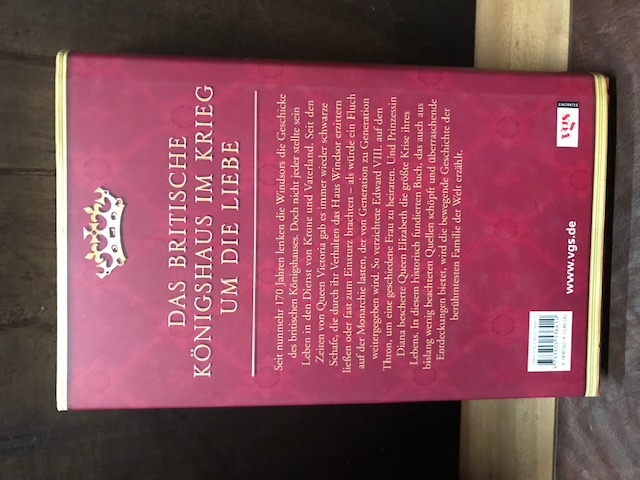 DAS BRITISCHE
KÖNIGSHAUS IM KRIEG
UM DIE LIEBE
Seit nunmehr 170 Jahren lenken die Windsors die Geschicke
des britischen Königshauses. Doch nicht jeder stellte sein
Leben in den Dienst von Krone und Vaterland. Seit den
Zeiten von Queen Victoria gab es immer wieder schwarze
Schafe, die durch ihr Verhalten das Haus Windsor erzittern
ließen oder fast zum Einsturz brachten – als würde ein Fluch
auf der Monarchie lasten, der von Generation zu Generation
weitergegeben wird. So verzichtete Edward VIII. auf den
Thron, um eine geschiedene Frau zu heiraten. Und Prinzessin
Diana bescherte Queen Elizabeth die größte Krise ihres
Lebens. In diesem historisch fundierten Buch, das auch aus
bislang wenig beachteten Quellen schöpft und überraschende
Entdeckungen bietet, wird die bewegende Geschichte der
berühmtesten Familie der Welt erzählt.
www.vgs.de
EGMONT
vgs